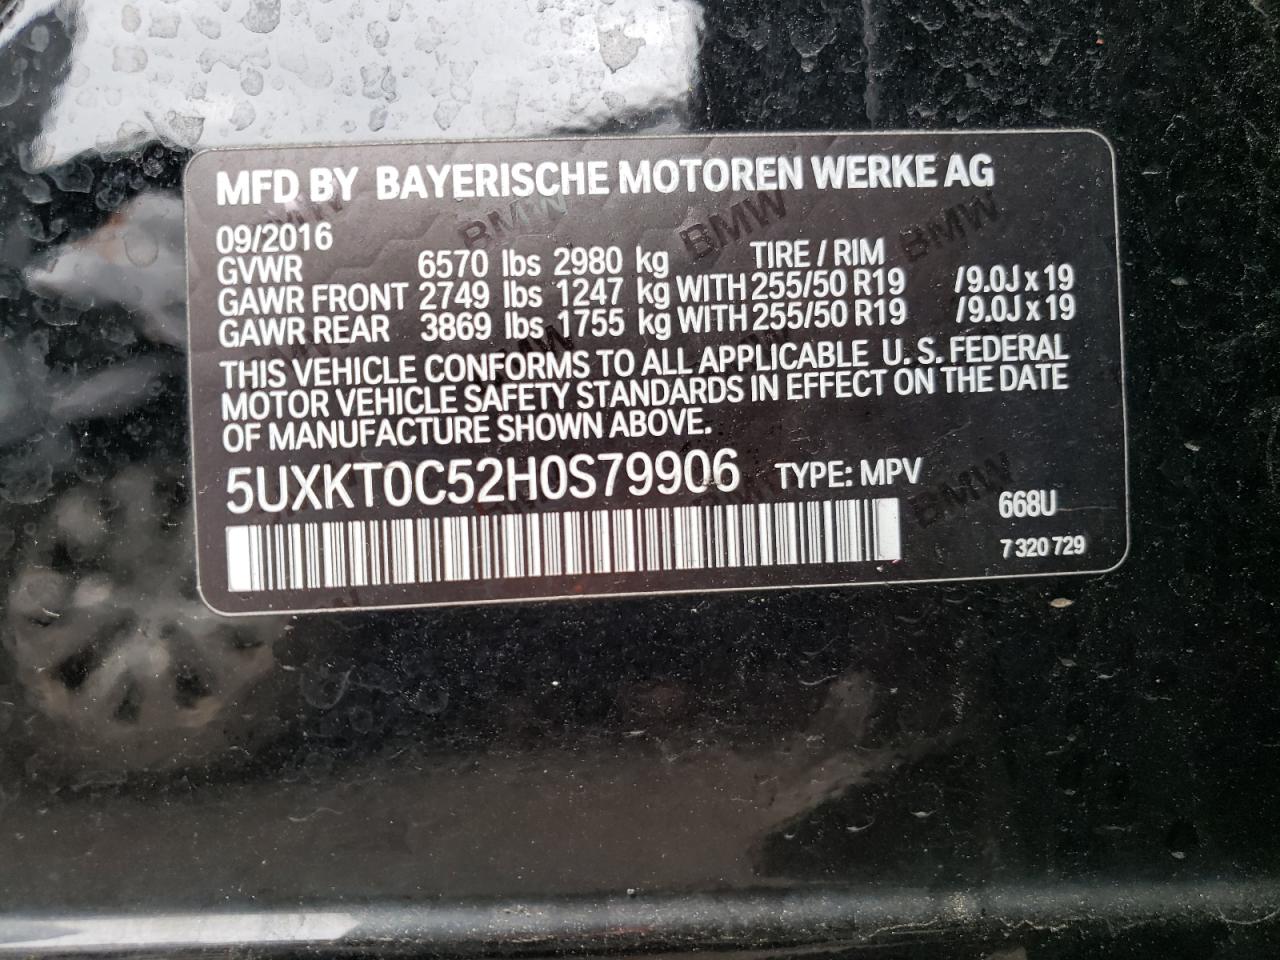 MFD BY BAYERISCHE MOTOREN WERKE AG
09/2016 TIRE / RIM
GVWR 6570 lbs 2980 kg
GAWR FRONT 2749 lbs 1247 kg WITH 255/50 R19 /9.0J x 19
GAWR REAR 3869 lbs 1755 kg WITH 255/50 R19 /9.0J x 19
THIS VEHICLE CONFORMS TO ALL APPLICABLE U. S. FEDERAL
MOTOR VEHICLE SAFETY STANDARDS IN EFFECT ON THE DATE
OF MANUFACTURE SHOWN ABOVE.
5UXKT0C52H0S79906 TYPE: MPV
668U
7 320 729